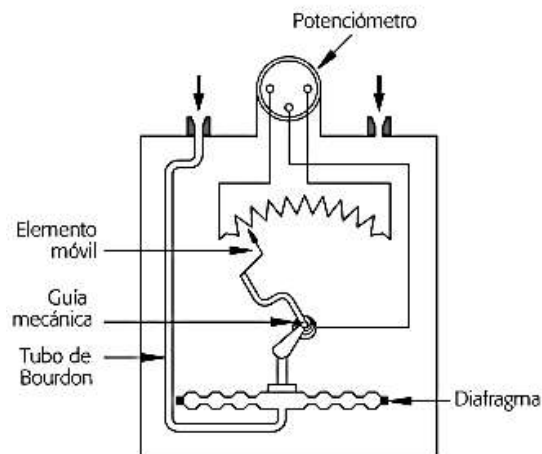 Potenciómetro
Elemento
móvil
Guía
mecánica
Tubo de
Bourdon
Diafragma